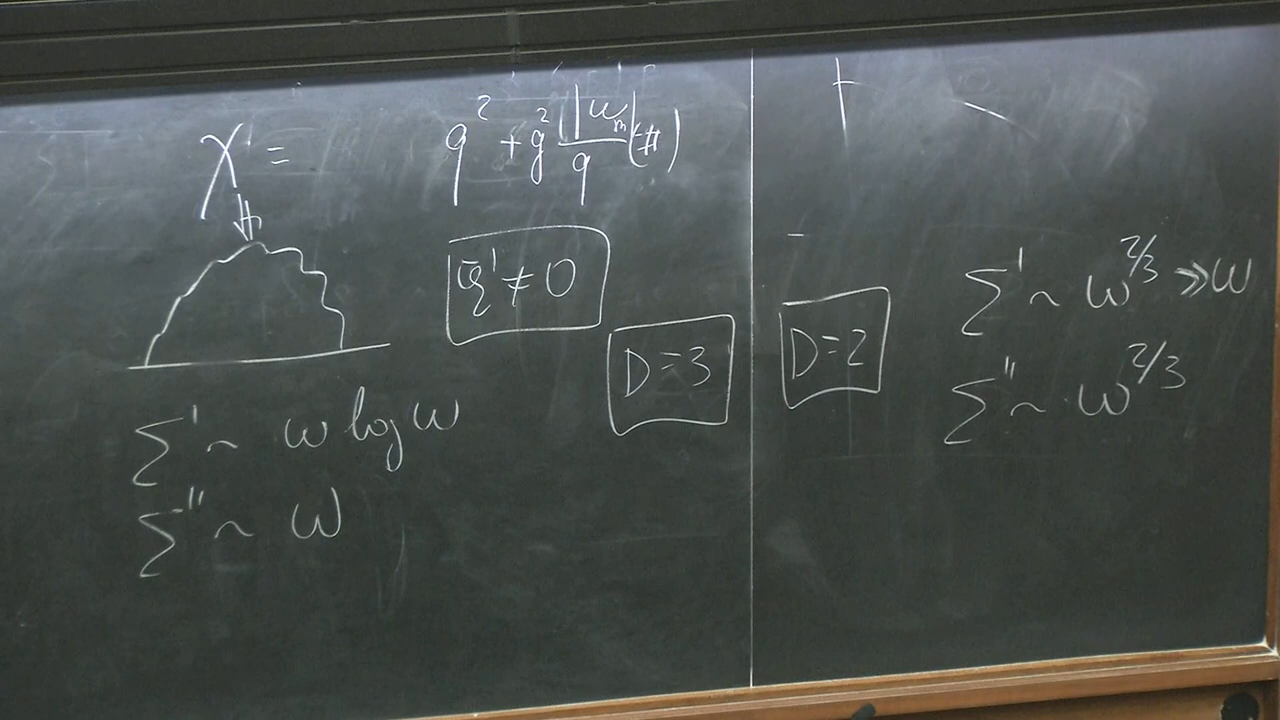 χ =
q² + g² |ω_m|/q (#)
≠ 0
D = 3
Σ' ~ ω log ω
Σ'' ~ ω
D = 2
Σ' ~ ω^{2/3} ≫ ω
Σ'' ~ ω^{2/3}